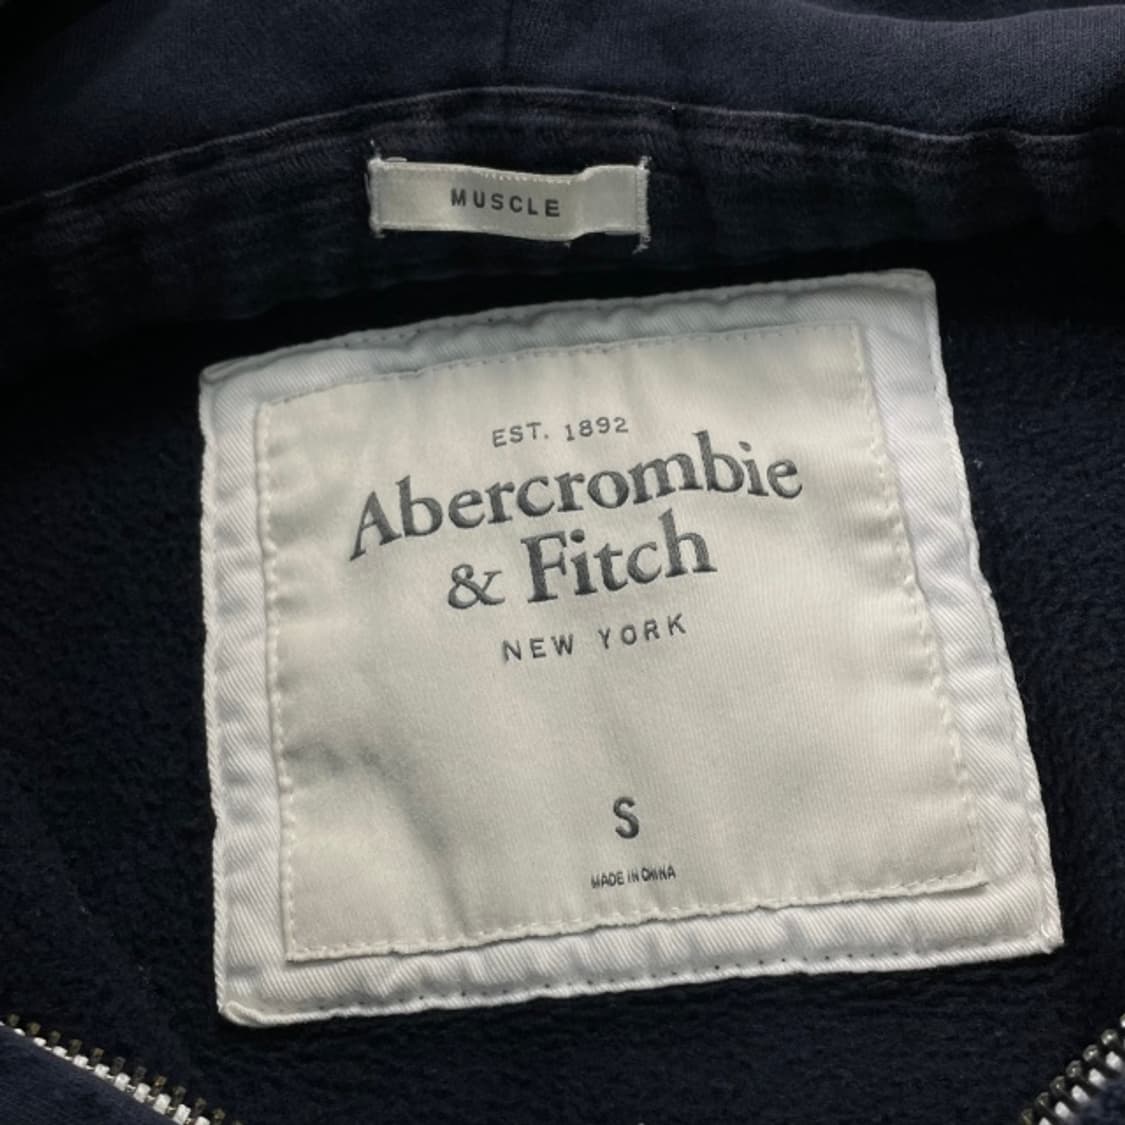 MUSCLE
EST. 1892
Abercrombie
& Fitch
NEW YORK
S
MADE IN CHINA